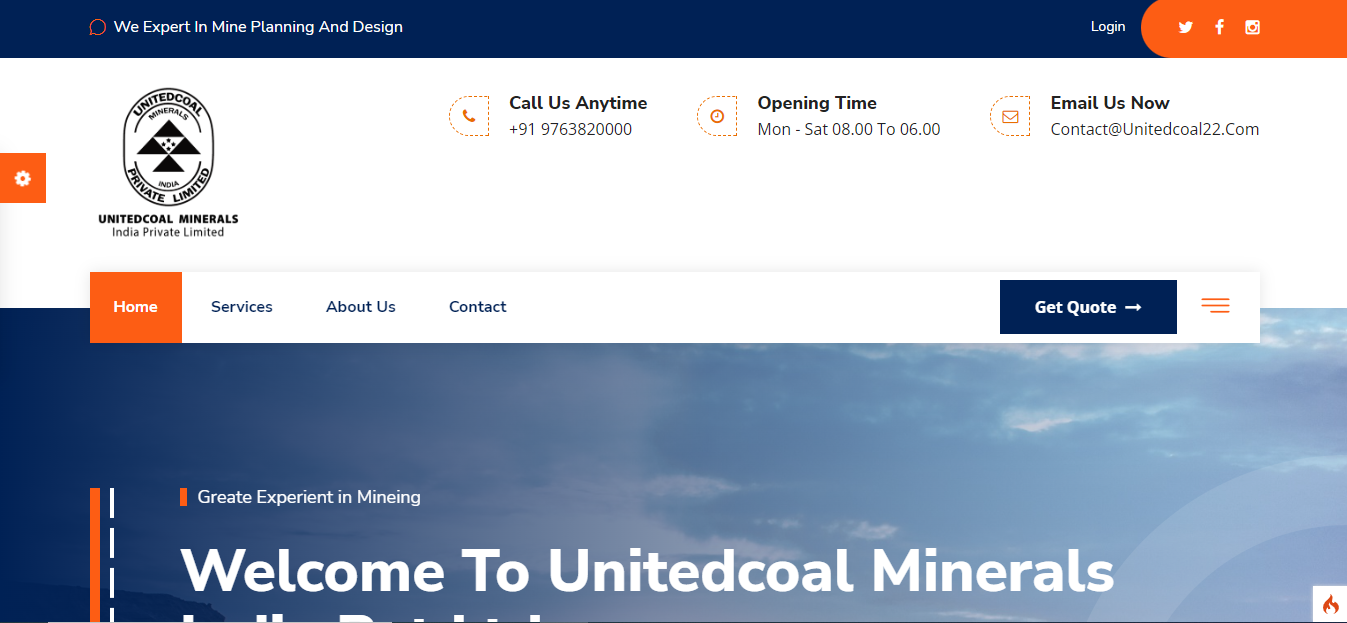 We Expert In Mine Planning And Design
Login
UNITEDCOAL
MINERALS
INDIA
PRIVATE LIMITED
UNITEDCOAL MINERALS
India Private Limited
Call Us Anytime
+91 9763820000
Opening Time
Mon - Sat 08.00 To 06.00
Email Us Now
Contact@Unitedcoal22.Com
Home
Services
About Us
Contact
Get Quote
Greate Experient in Mineing
Welcome To Unitedcoal Minerals